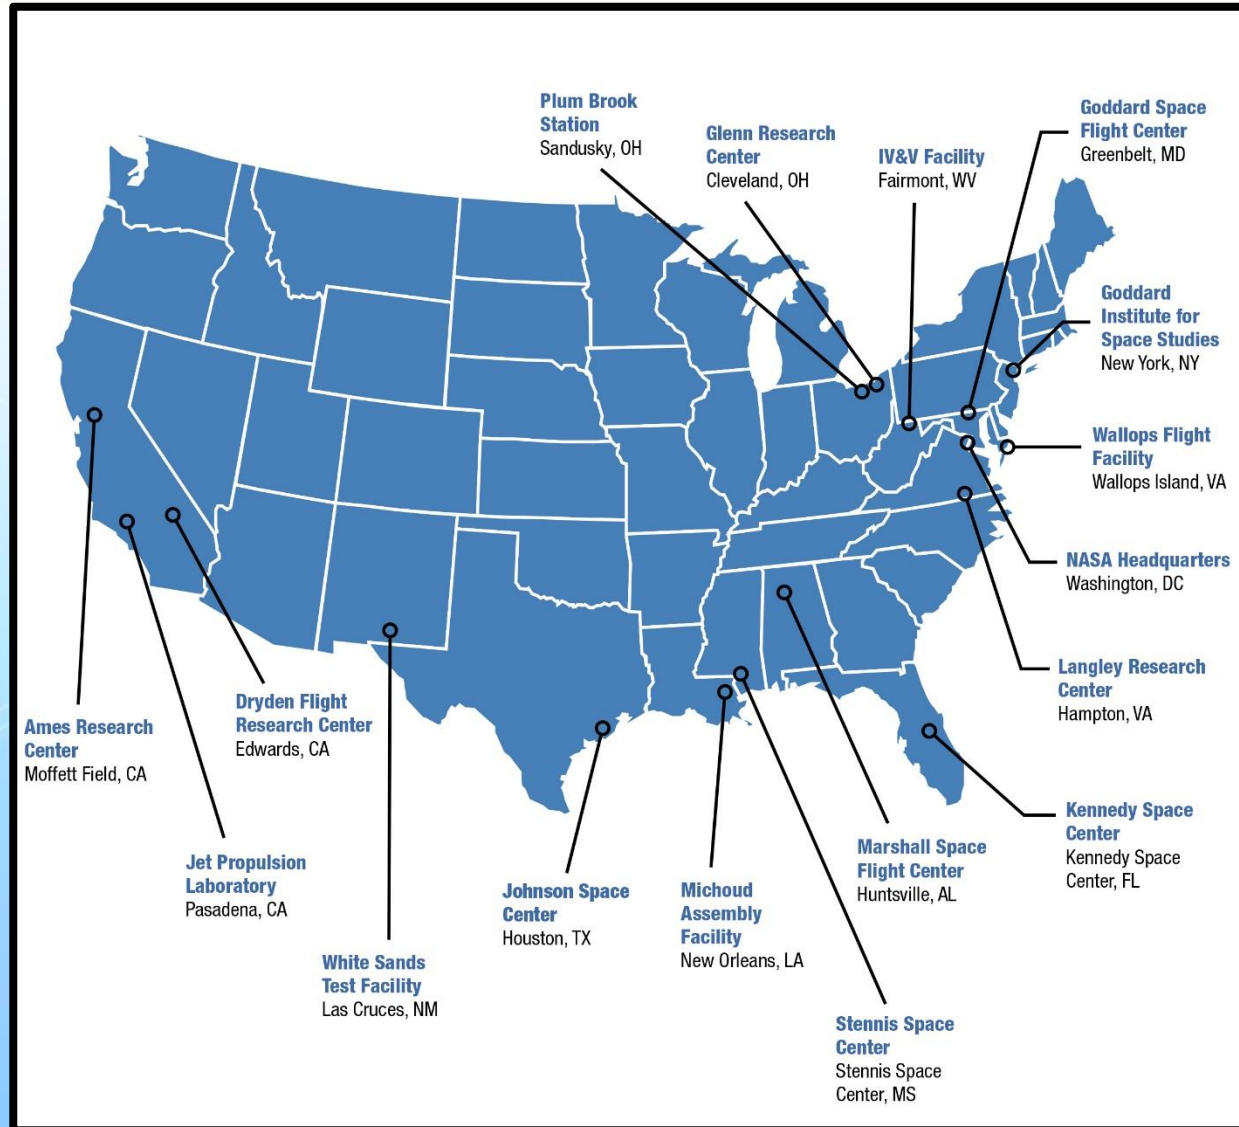 Plum Brook
Station
Sandusky, OH
Glenn Research
Center
Cleveland, OH
IV&V Facility
Fairmont, WV
Goddard Space
Flight Center
Greenbelt, MD
Goddard
Institute for
Space Studies
New York, NY
Wallops Flight
Facility
Wallops Island, VA
NASA Headquarters
Washington, DC
Langley Research
Center
Hampton, VA
Kennedy Space
Center
Kennedy Space
Center, FL
Marshall Space
Flight Center
Huntsville, AL
Stennis Space
Center
Stennis Space
Center, MS
Michoud
Assembly
Facility
New Orleans, LA
Johnson Space
Center
Houston, TX
White Sands
Test Facility
Las Cruces, NM
Jet Propulsion
Laboratory
Pasadena, CA
Dryden Flight
Research Center
Edwards, CA
Ames Research
Center
Moffett Field, CA